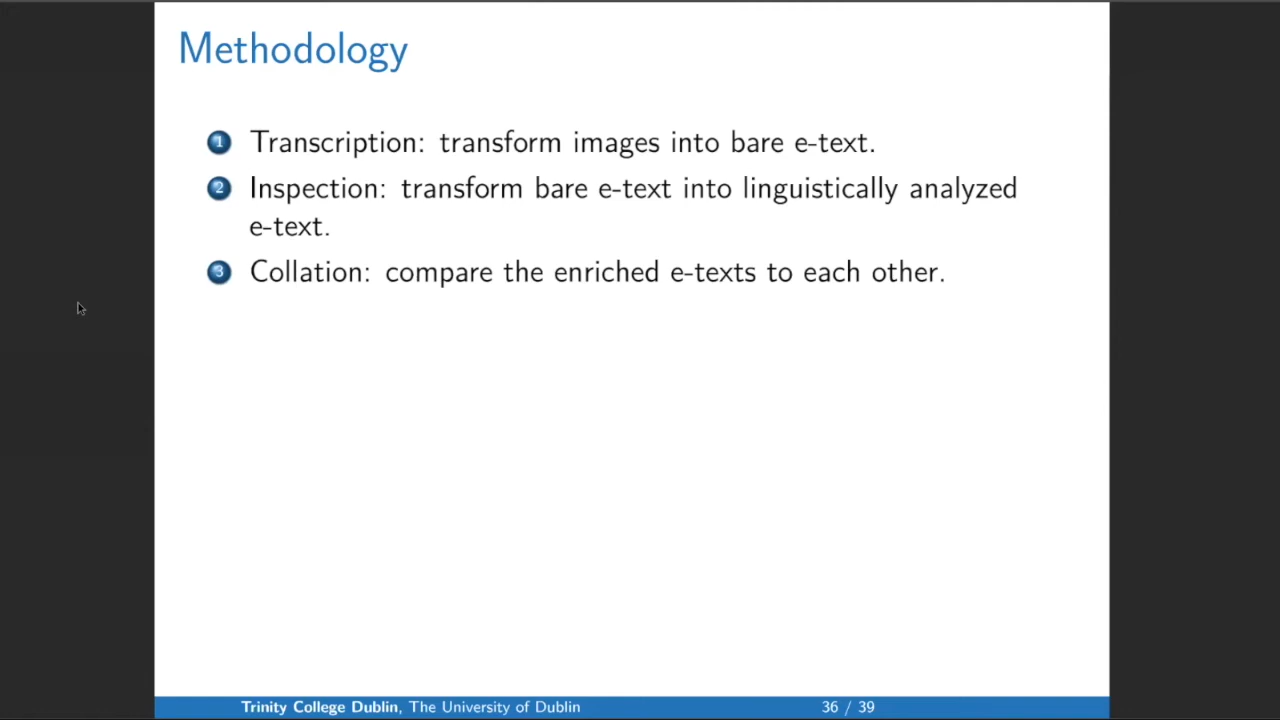 Methodology
1 Transcription: transform images into bare e-text.
2 Inspection: transform bare e-text into linguistically analyzed
e-text.
3 Collation: compare the enriched e-texts to each other.
Trinity College Dublin, The University of Dublin 36 / 39